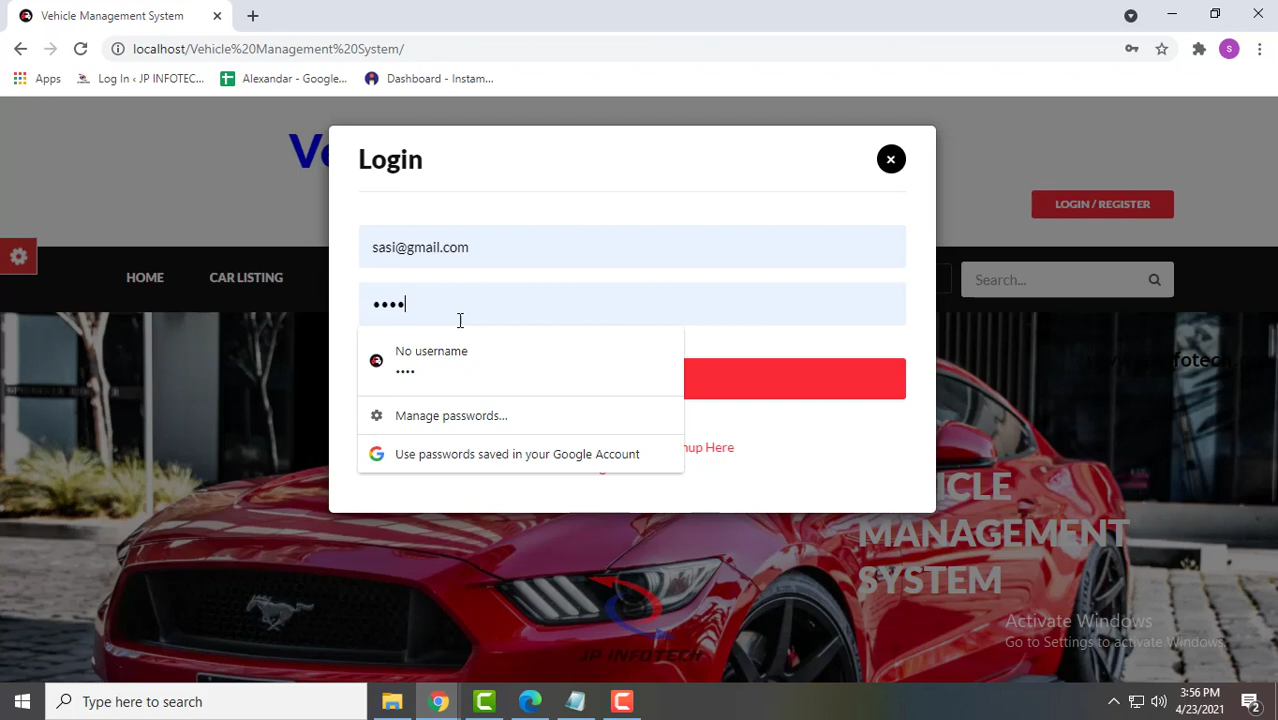 Vehicle Management System
localhost/Vehicle%20Management%20System/
S
Apps
Log In ‹ JP INFOTEC...
Alexandar - Google...
Dashboard - Instam...
Login
LOGIN / REGISTER
sasi@gmail.com
HOME
CAR LISTING
Search...
••••
No username
••••
Manage passwords...
nup Here
Use passwords saved in your Google Account
MANAGEMENT
SYSTEM
JP INFOTECH
Activate Windows
Go to Settings to activate Windows.
Type here to search
3:56 PM
4/23/2021
2